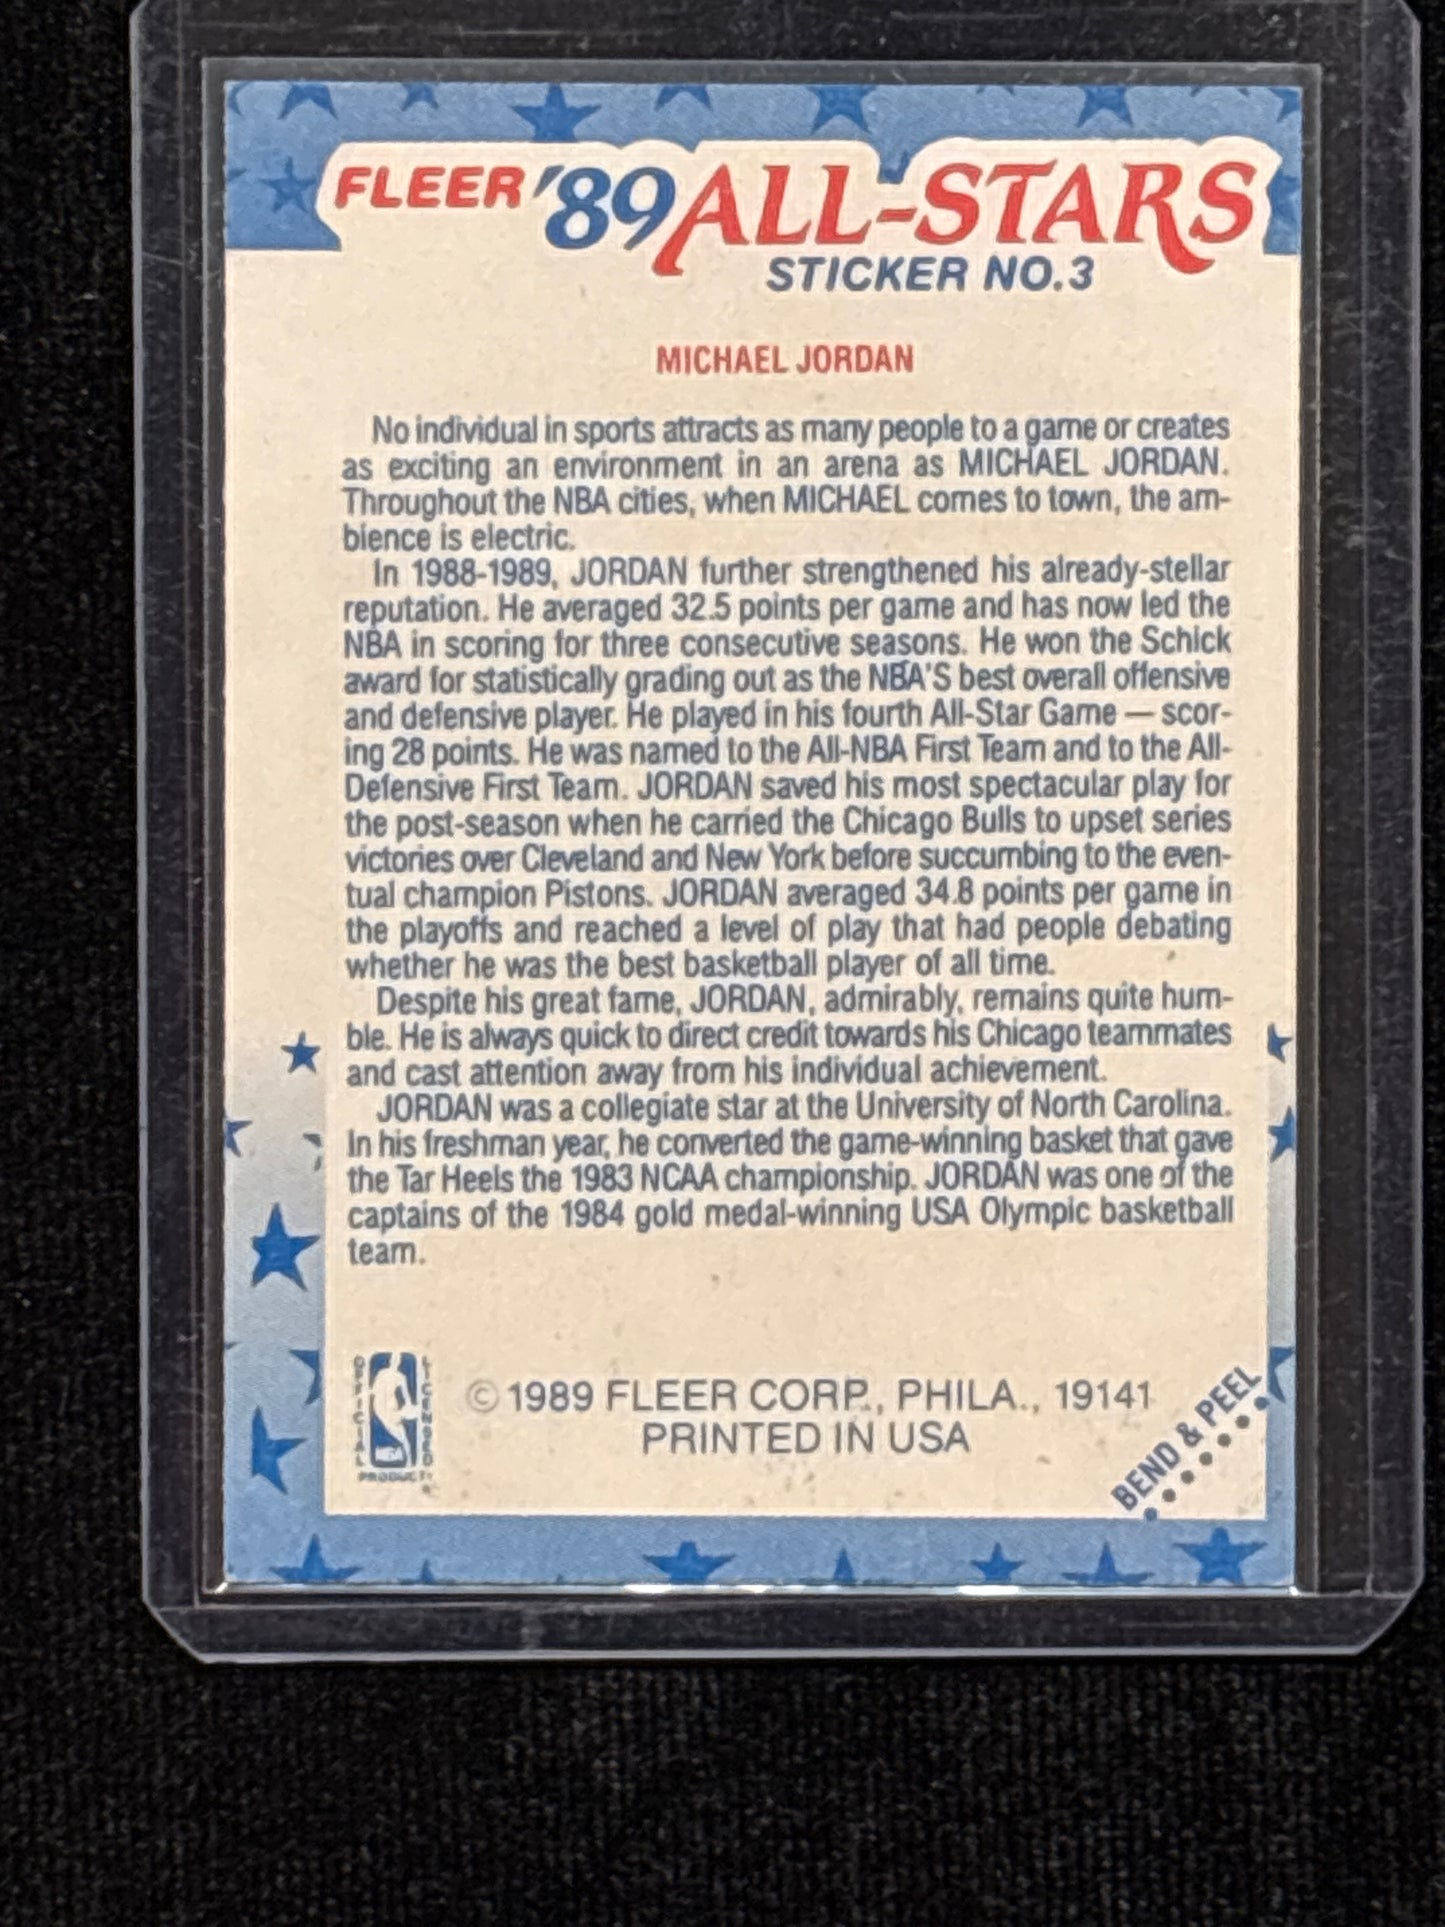 FLEER '89 ALL-STARS
STICKER NO.3
MICHAEL JORDAN
No individual in sports attracts as many people to a game or creates
as exciting an environment in an arena as MICHAEL JORDAN.
Throughout the NBA cities, when MICHAEL comes to town, the am-
bience is electric.
In 1988-1989, JORDAN further strengthened his already-stellar
reputation. He averaged 32.5 points per game and has now led the
NBA in scoring for three consecutive seasons. He won the Schick
award for statistically grading out as the NBA'S best overall offensive
and defensive player. He played in his fourth All-Star Game — scor-
ing 28 points. He was named to the All-NBA First Team and to the All-
Defensive First Team. JORDAN saved his most spectacular play for
the post-season when he carried the Chicago Bulls to upset series
victories over Cleveland and New York before succumbing to the even-
tual champion Pistons. JORDAN averaged 34.8 points per game in
the playoffs and reached a level of play that had people debating
whether he was the best basketball player of all time.
Despite his great fame, JORDAN, admirably, remains quite hum-
ble. He is always quick to direct credit towards his Chicago teammates
and cast attention away from his individual achievement.
JORDAN was a collegiate star at the University of North Carolina.
In his freshman year, he converted the game-winning basket that gave
the Tar Heels the 1983 NCAA championship. JORDAN was one of the
captains of the 1984 gold medal-winning USA Olympic basketball
team.
OFFICIAL
LICENSED
PRODUCT
© 1989 FLEER CORP., PHILA., 19141
PRINTED IN USA
BEND & PEEL